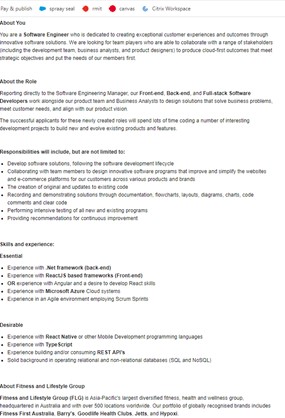 Pay & publish spraay seal rmit canvas Citrix Workspace
About You
You are a Software Engineer who is dedicated to creating exceptional customer experiences and outcomes through
innovative software solutions. We are looking for team players who are able to collaborate with a range of stakeholders
(including the development team, business analysts, and product designers); to produce cloud-first outcomes that meet
strategic objectives and put the needs of our members first.
About the Role
Reporting directly to the Software Engineering Manager, our Front-end, Back-end, and Full-stack Software
Developers work alongside our product team and Business Analysts to design solutions that solve business problems,
meet customer needs, and align with our product vision.
The successful applicants for these newly created roles will spend lots of time coding a number of interesting
development projects to build new and evolve existing products and features.
Responsibilities will include, but are not limited to:
• Develop software solutions, following the software development lifecycle
• Collaborating with team members to design innovative software programs that improve and simplify the websites
and e-commerce platforms for our customers across various products and brands
• The creation of original and updates to existing code
• Recording and demonstrating solutions through documentation, flowcharts, layouts, diagrams, charts, code
comments and clear code
• Performing intensive testing of all new and existing programs
• Providing recommendations for continuous improvement
Skills and experience:
Essential
• Experience with .Net framework (back-end)
• Experience with ReactJS based frameworks (Front-end)
• OR experience with Angular and a desire to develop React skills
• Experience with Microsoft Azure Cloud systems
• Experience in an Agile environment employing Scrum Sprints
Desirable
• Experience with React Native or other Mobile Development programming languages
• Experience with TypeScript
• Experience building and/or consuming REST API's
• Solid background in operating relational and non-relational databases (SQL and NoSQL)
About Fitness and Lifestyle Group
Fitness and Lifestyle Group (FLG) is Asia-Pacific's largest diversified fitness, health and wellness group,
headquartered in Australia and with over 500 locations worldwide. Our portfolio of globally recognised brands includes
Fitness First Australia, Barry's, Goodlife Health Clubs, Jetts, and Hypoxi.